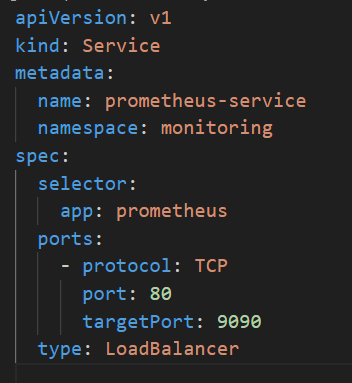 apiVersion: v1
kind: Service
metadata:
  name: prometheus-service
  namespace: monitoring
spec:
  selector:
    app: prometheus
  ports:
    - protocol: TCP
      port: 80
      targetPort: 9090
  type: LoadBalancer